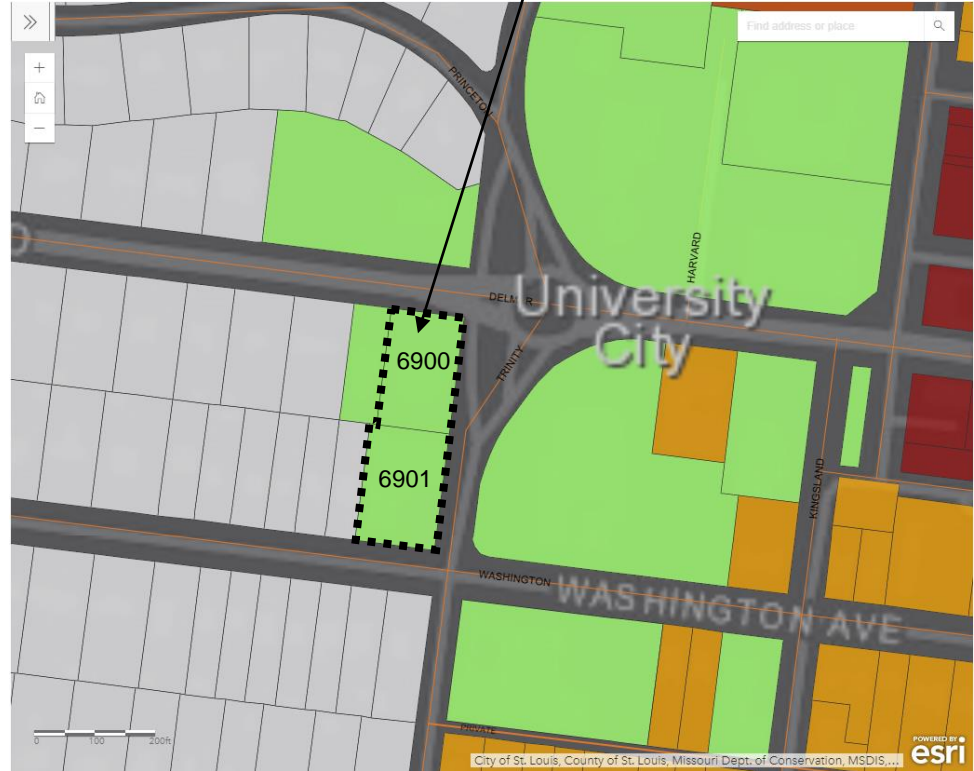 Find address or place
+
−
PRINCETON
HARVARD
DELMAR
University
City
TRINITY
6900
6901
KINGSLAND
WASHINGTON
WASHINGTON AVE
PRIVATE
0 100 200ft
City of St. Louis, County of St. Louis, Missouri Dept. of Conservation, MSDIS,...
POWERED BY
esri